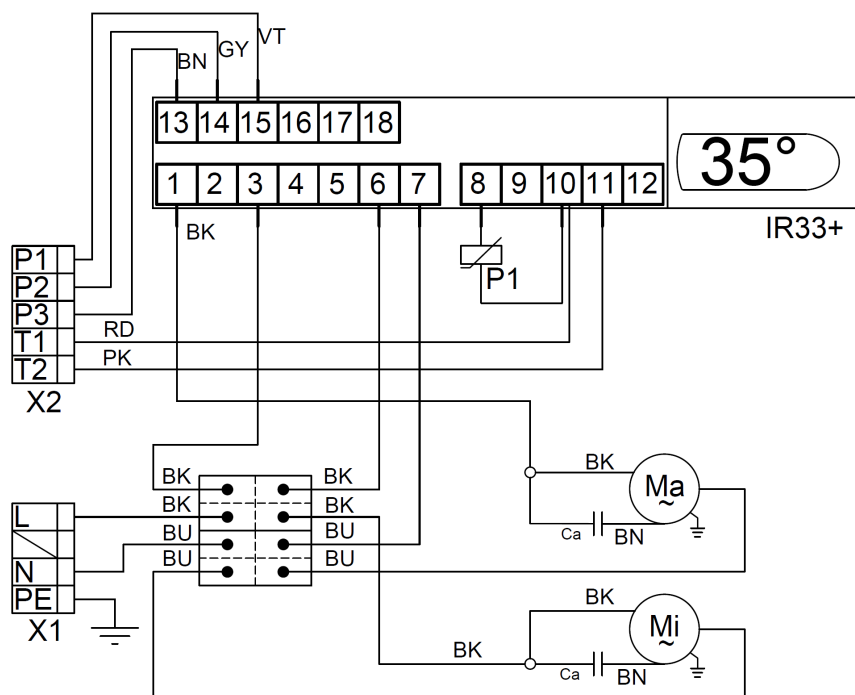 VT
GY
BN
13 14 15 16 17 18
35°
1 2 3 4 5 6 7 8 9 10 11 12
BK
IR33+
P1
P2
P3
T1
T2
X2
RD
PK
P1
BK BK
BK BK
BU BU
BU BU
L
N
PE
X1
BK
Ma
~
Ca
BN
BK
Mi
~
BK
Ca
BN